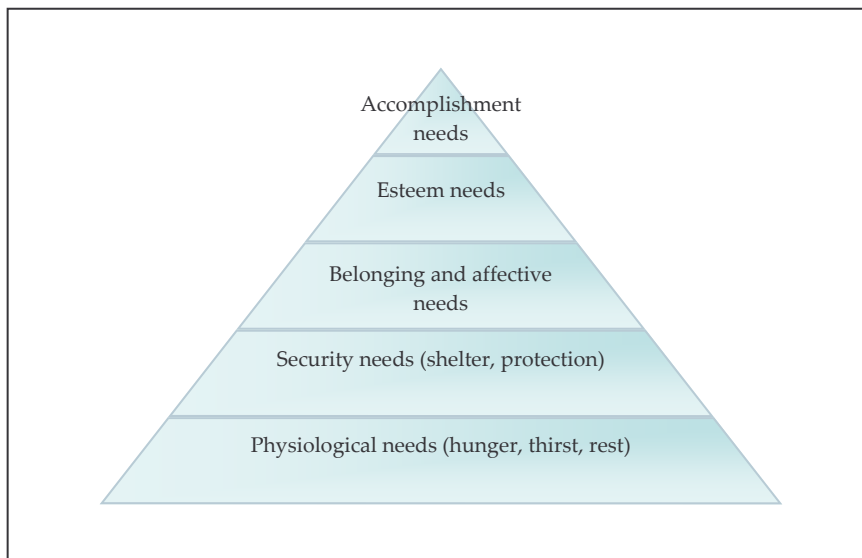 Accomplishment
needs
Esteem needs
Belonging and affective
needs
Security needs (shelter, protection)
Physiological needs (hunger, thirst, rest)